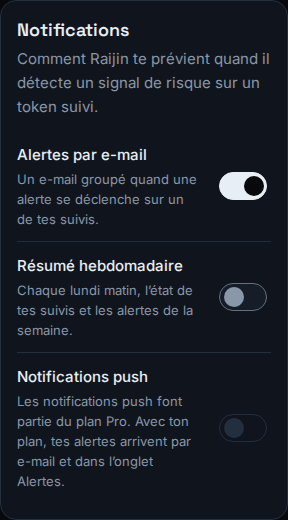 Notifications
Comment Raijin te prévient quand il
détecte un signal de risque sur un
token suivi.
Alertes par e-mail
Un e-mail groupé quand une
alerte se déclenche sur un
de tes suivis.
Résumé hebdomadaire
Chaque lundi matin, l'état de
tes suivis et les alertes de la
semaine.
Notifications push
Les notifications push font
partie du plan Pro. Avec ton
plan, tes alertes arrivent par
e-mail et dans l'onglet
Alertes.